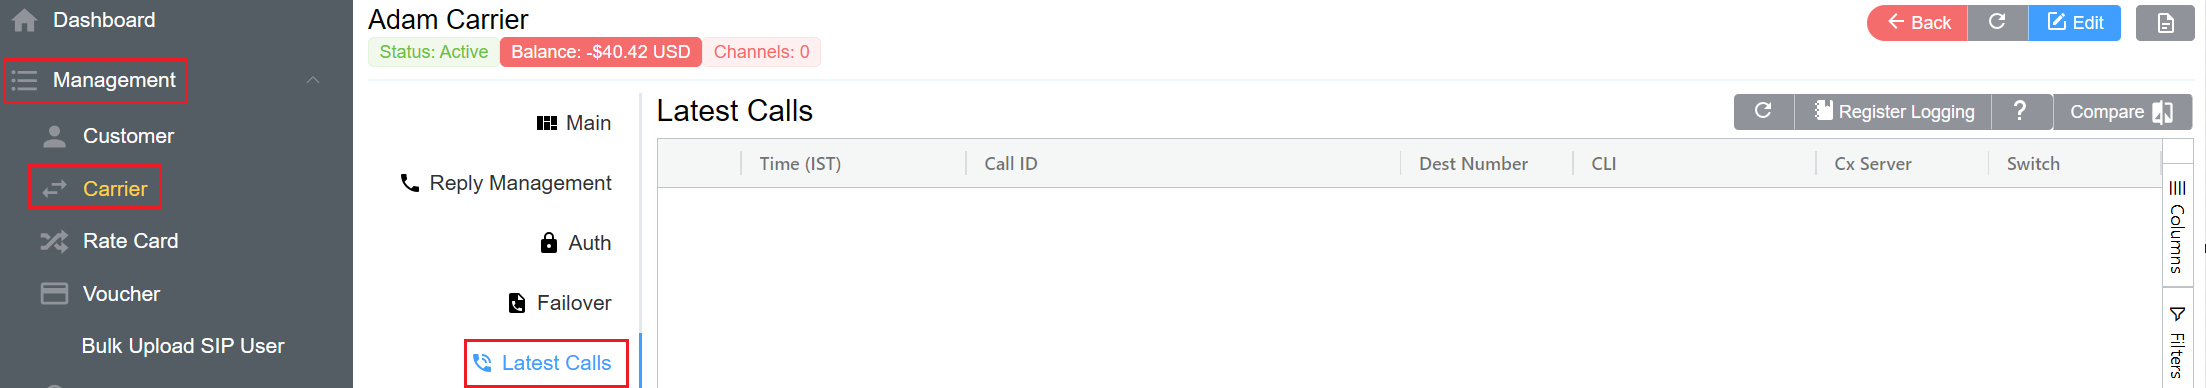 Dashboard
Management
Customer
Carrier
Rate Card
Voucher
Bulk Upload SIP User
Adam Carrier
Back
Edit
Status: Active
Balance: -$40.42 USD
Channels: 0
Main
Reply Management
Auth
Failover
Latest Calls
Latest Calls
Register Logging
?
Compare
Time (IST)
Call ID
Dest Number
CLI
Cx Server
Switch
Columns
Filters